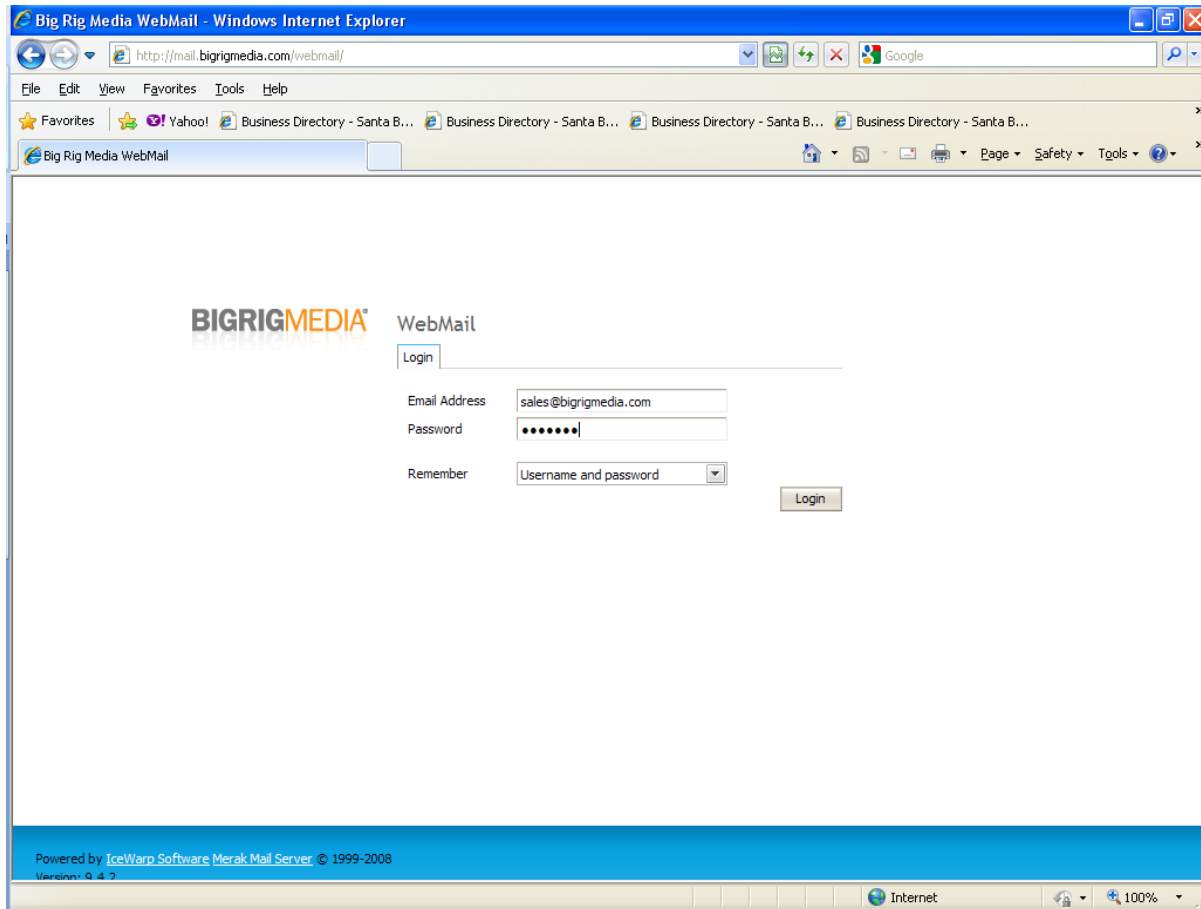 Big Rig Media WebMail - Windows Internet Explorer
http://mail.bigrigmedia.com/webmail/ Google
File Edit View Favorites Tools Help
Favorites Yahoo! Business Directory - Santa B... Business Directory - Santa B... Business Directory - Santa B... Business Directory - Santa B...
Big Rig Media WebMail Page Safety Tools
BIGRIGMEDIA WebMail
Login
Email Address sales@bigrigmedia.com
Password •••••••
Remember Username and password
Login
Powered by IceWarp Software Merak Mail Server © 1999-2008
Version: 9.4.2
Internet 100%